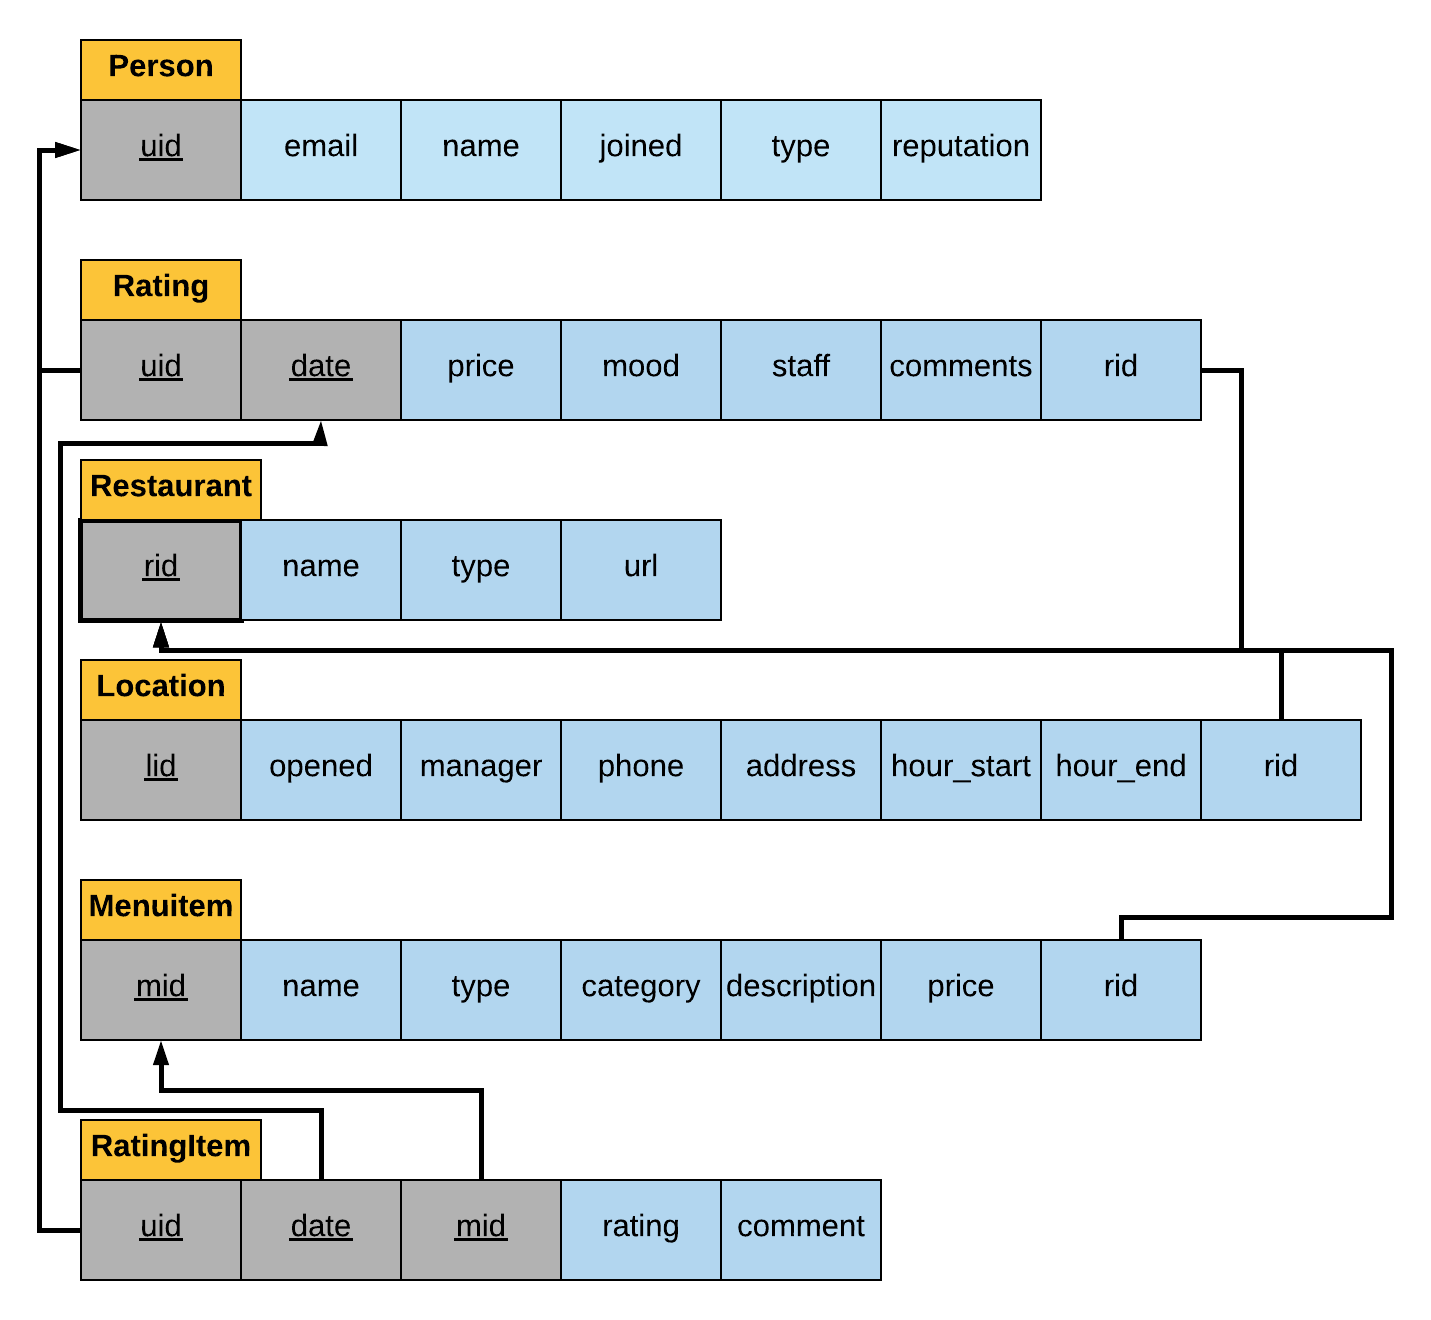 Person
uid email name joined type reputation
Rating
uid date price mood staff comments rid
Restaurant
rid name type url
Location
lid opened manager phone address hour_start hour_end rid
Menuitem
mid name type category description price rid
RatingItem
uid date mid rating comment